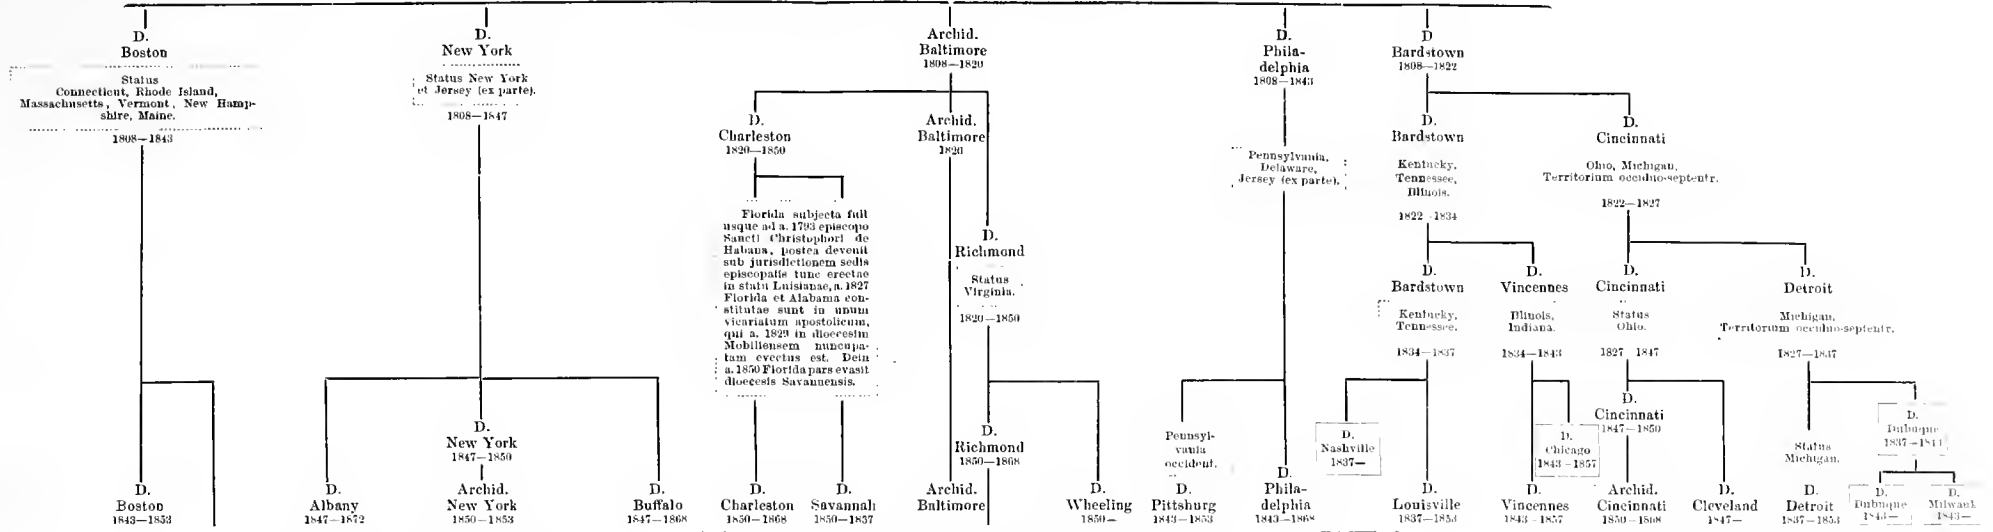 D.
Boston
Status
Connecticut, Rhode Island,
Massachusetts, Vermont, New Hamp-
shire, Maine.
1808—1843
D.
New York
Status New York
et Jersey (ex parte).
1808—1847
Archid.
Baltimore
1808—1820
D.
Phila-
delphia
1808—1843
D
Bardstown
1808—1822
D.
Charleston
1820—1850
Archid.
Baltimore
1820
Pennsylvania,
Delaware,
Jersey (ex parte).
D.
Bardstown
Kentucky,
Tennessee,
Illinois.
1822—1834
D.
Cincinnati
Ohio, Michigan,
Territorium occiduo-septentr.
1822—1827
Florida subjecta fuit
usque ad a. 1793 episcopo
Sancti Christophori de
Habana, postea devenit
sub jurisdictionem sedis
episcopalis tunc erectae
in statu Luisianae, a. 1827
Florida et Alabama con-
stitutae sunt in unum
vicariatum apostolicum,
qui a. 1829 in dioecesim
Mobiliensem nuncupa-
tam evectus est. Dein
a. 1850 Florida pars evasit
dioecesis Savannensis.
D.
Richmond
Status
Virginia.
1820—1850
D.
Bardstown
Kentucky,
Tennessee.
1834—1837
D.
Vincennes
Illinois,
Indiana.
1834—1843
D.
Cincinnati
Status
Ohio.
1827 1847
D.
Detroit
Michigan,
Territorium occiduo-septentr.
1827—1837
D.
New York
1847—1850
D.
Richmond
1850—1868
Pennsyl-
vania
occident.
D.
Nashville
1837—
D.
Chicago
1843—1857
D.
Cincinnati
1847—1850
Status
Michigan.
D.
Dubuque
1837—
D.
Boston
1843—1853
D.
Albany
1847—1872
Archid.
New York
1850—1853
D.
Buffalo
1847—1868
D.
Charleston
1850—1868
D.
Savannah
1850—1857
Archid.
Baltimore
D.
Wheeling
1850—
D.
Pittsburg
1843—1853
D.
Phila-
delphia
1843—1868
D.
Louisville
1837—1853
D.
Vincennes
1843—1857
Archid.
Cincinnati
1850—1868
D.
Cleveland
1847—
D.
Detroit
1837—1853
D.
Dubuque
1843—
D.
Milwauk
1843—